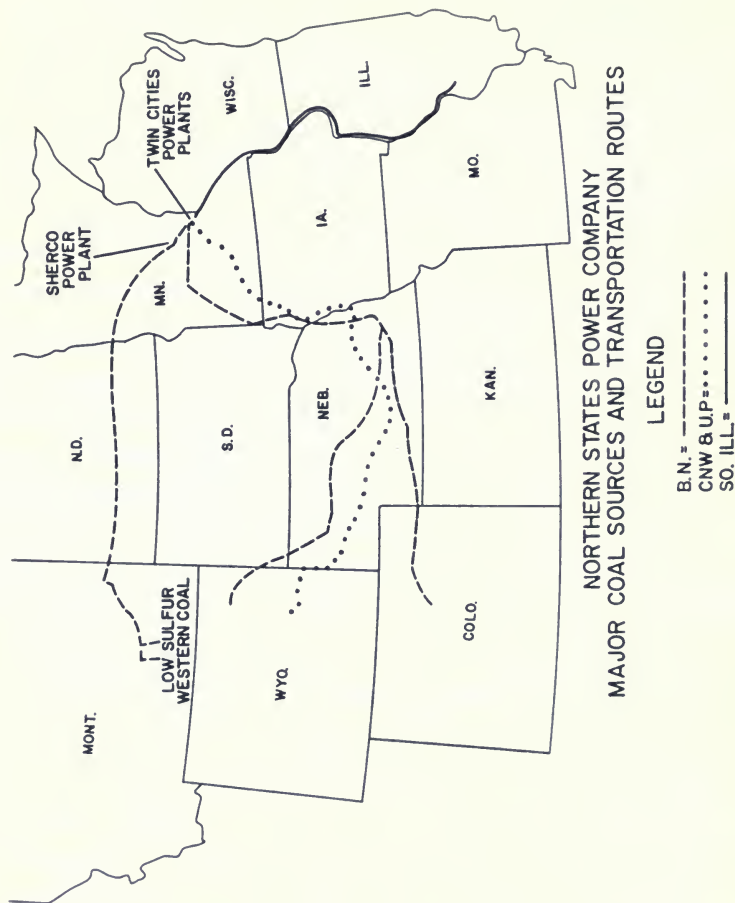 MONT.
N.D.
MN.
SHERCO
POWER
PLANT
TWIN CITIES
POWER
PLANTS
WISC.
LOW SULFUR
WESTERN COAL
S.D.
WYO.
NEB.
IA.
ILL.
COLO.
KAN.
MO.
NORTHERN STATES POWER COMPANY
MAJOR COAL SOURCES AND TRANSPORTATION ROUTES
LEGEND
B.N.=
CNW & U.P=
SO. ILL.=